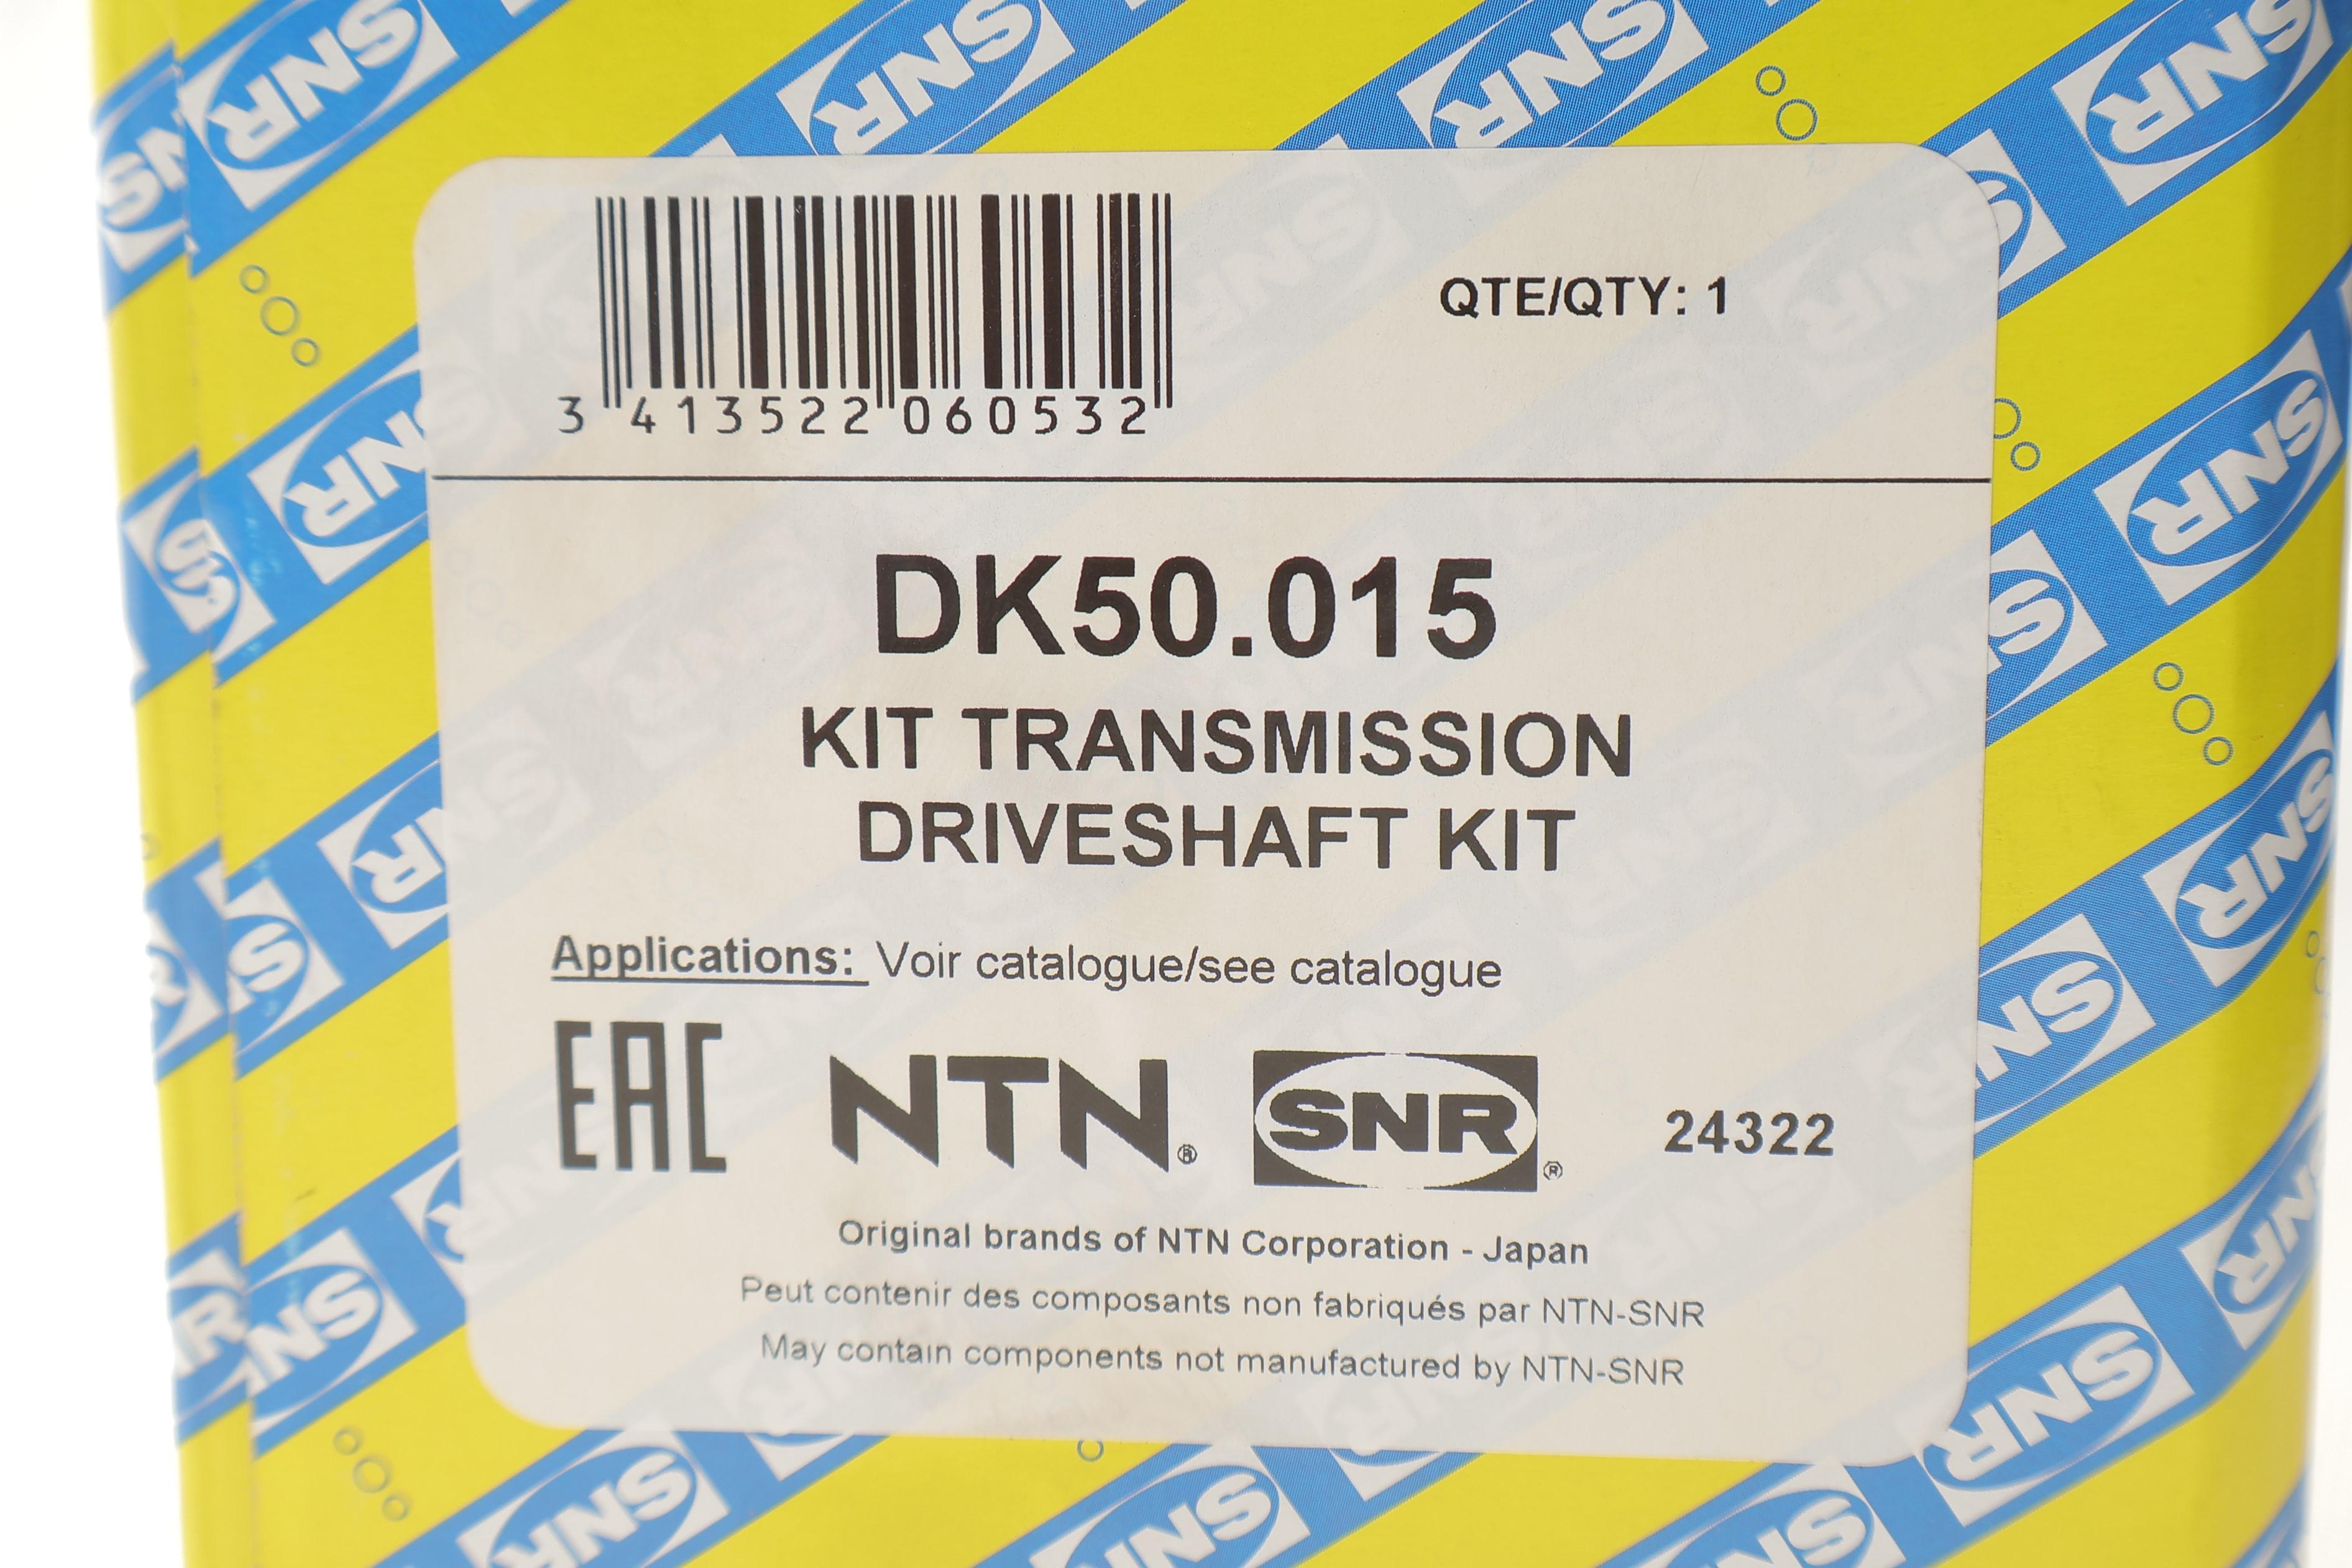 3 413522 060532
QTE/QTY: 1
DK50.015
KIT TRANSMISSION
DRIVESHAFT KIT
Applications: Voir catalogue/see catalogue
EAC NTN® SNR® 24322
Original brands of NTN Corporation - Japan
Peut contenir des composants non fabriqués par NTN-SNR
May contain components not manufactured by NTN-SNR